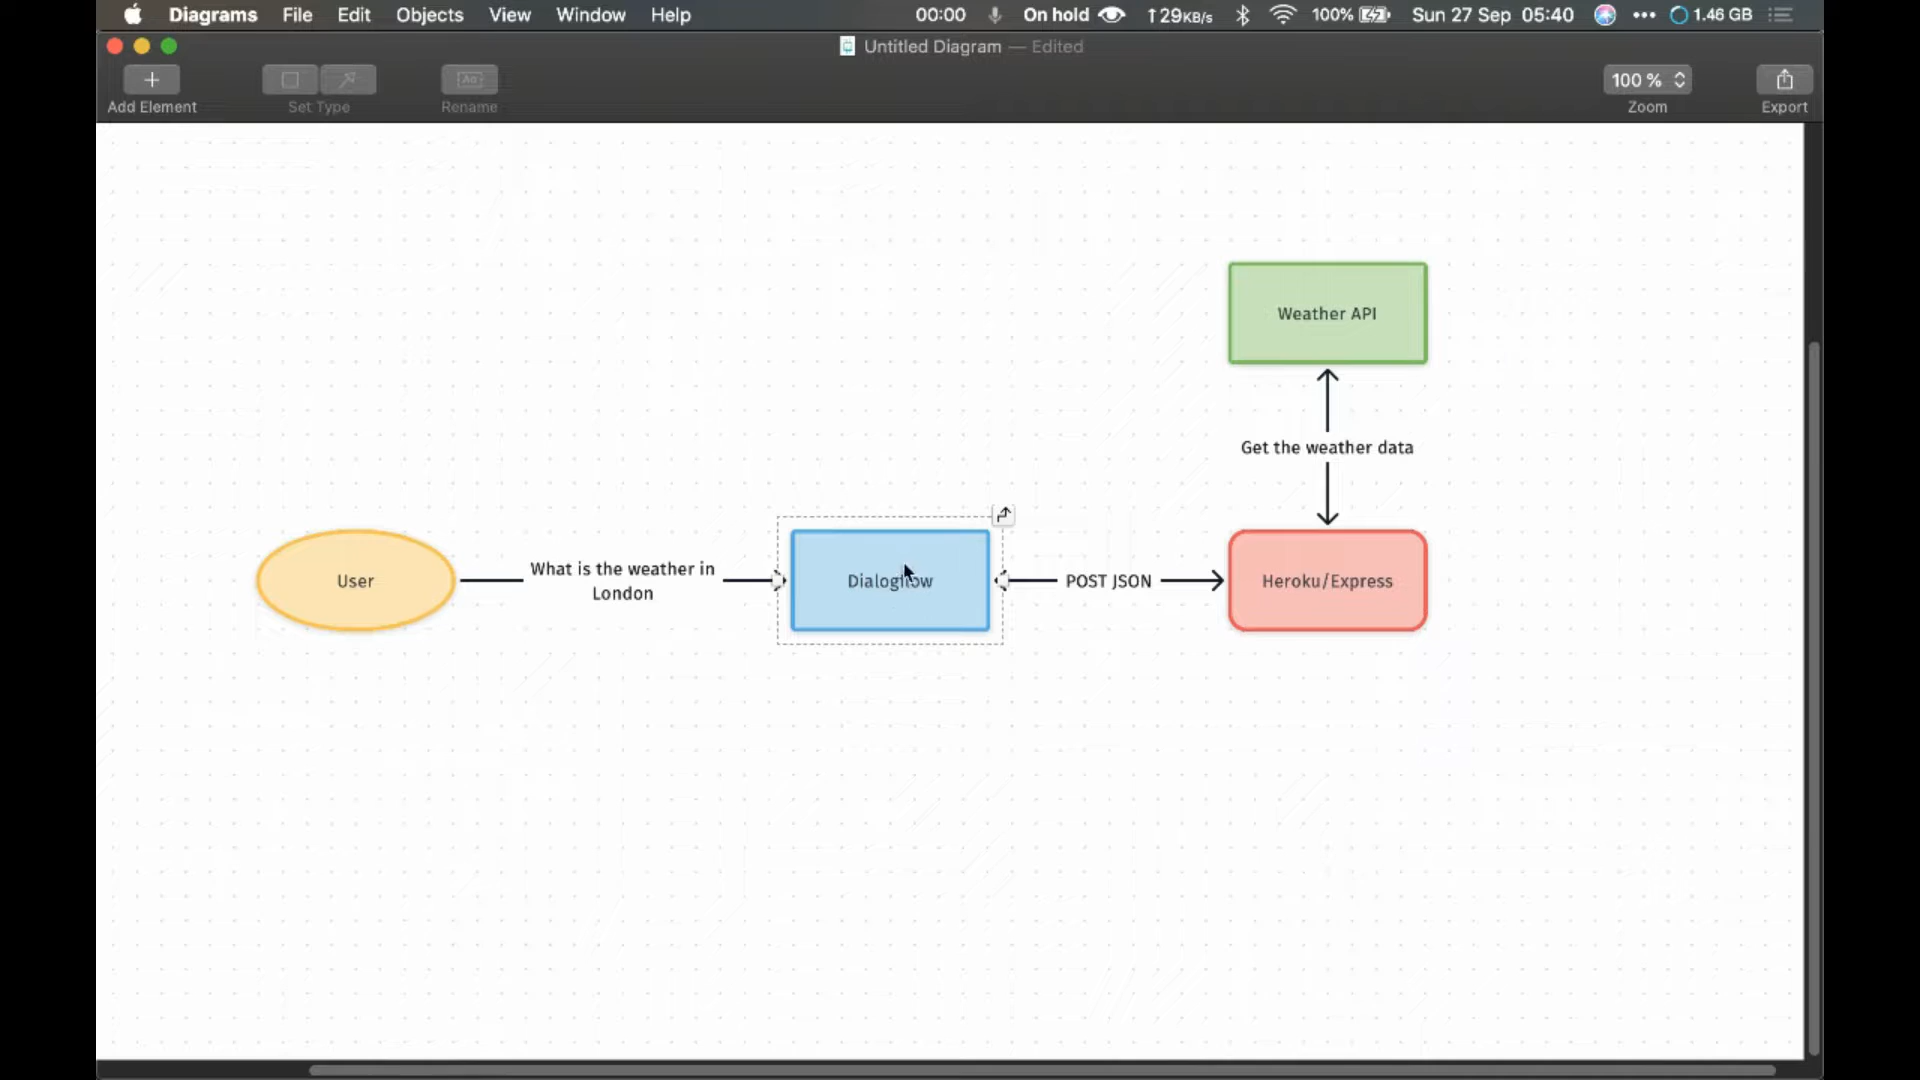 Diagrams File Edit Objects View Window Help 00:00 On hold ↑29KB/s 100% Sun 27 Sep 05:40 ••• 1.46 GB
Untitled Diagram — Edited
Add Element
Set Type
Rename
100 %
Zoom
Export
Weather API
Get the weather data
User
What is the weather in
London
Dialogflow
POST JSON
Heroku/Express